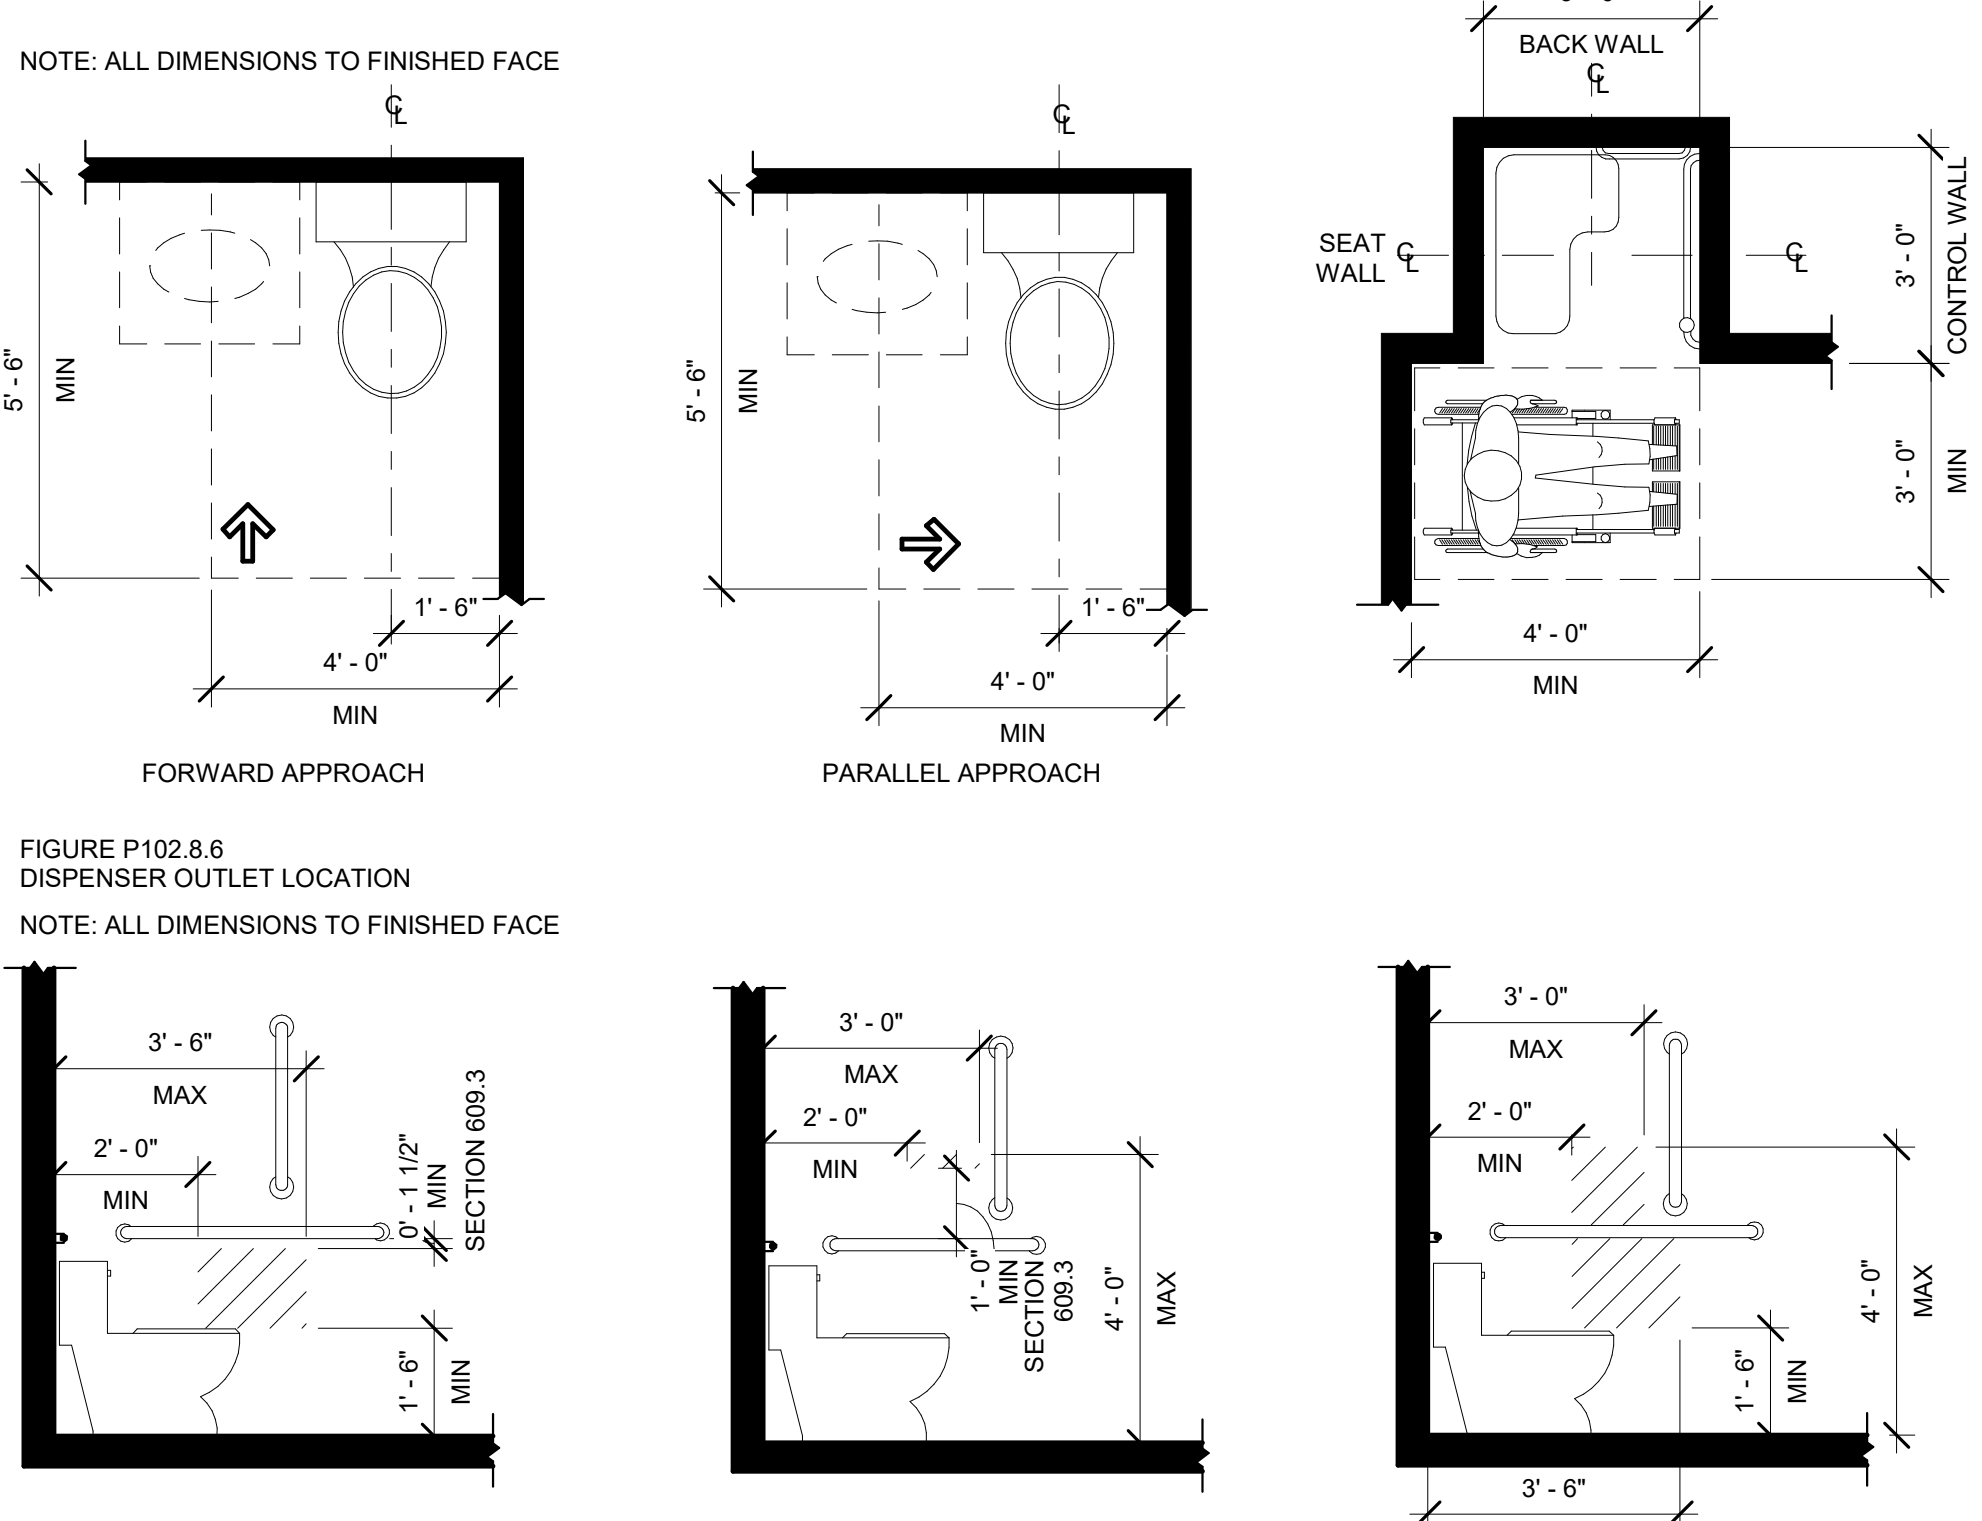 NOTE: ALL DIMENSIONS TO FINISHED FACE
CL
5' - 6"
MIN
1' - 6"
4' - 0"
MIN
FORWARD APPROACH
CL
5' - 6"
MIN
1' - 6"
4' - 0"
MIN
PARALLEL APPROACH
BACK WALL
CL
SEAT
WALL
CL
CL
3' - 0"
CONTROL WALL
3' - 0"
MIN
4' - 0"
MIN
FIGURE P102.8.6
DISPENSER OUTLET LOCATION
NOTE: ALL DIMENSIONS TO FINISHED FACE
3' - 6"
MAX
2' - 0"
MIN
0' - 1 1/2"
MIN
SECTION 609.3
1' - 6"
MIN
3' - 0"
MAX
2' - 0"
MIN
1' - 0"
MIN
SECTION
609.3
4' - 0"
MAX
3' - 0"
MAX
2' - 0"
MIN
1' - 6"
MIN
4' - 0"
MAX
3' - 6"